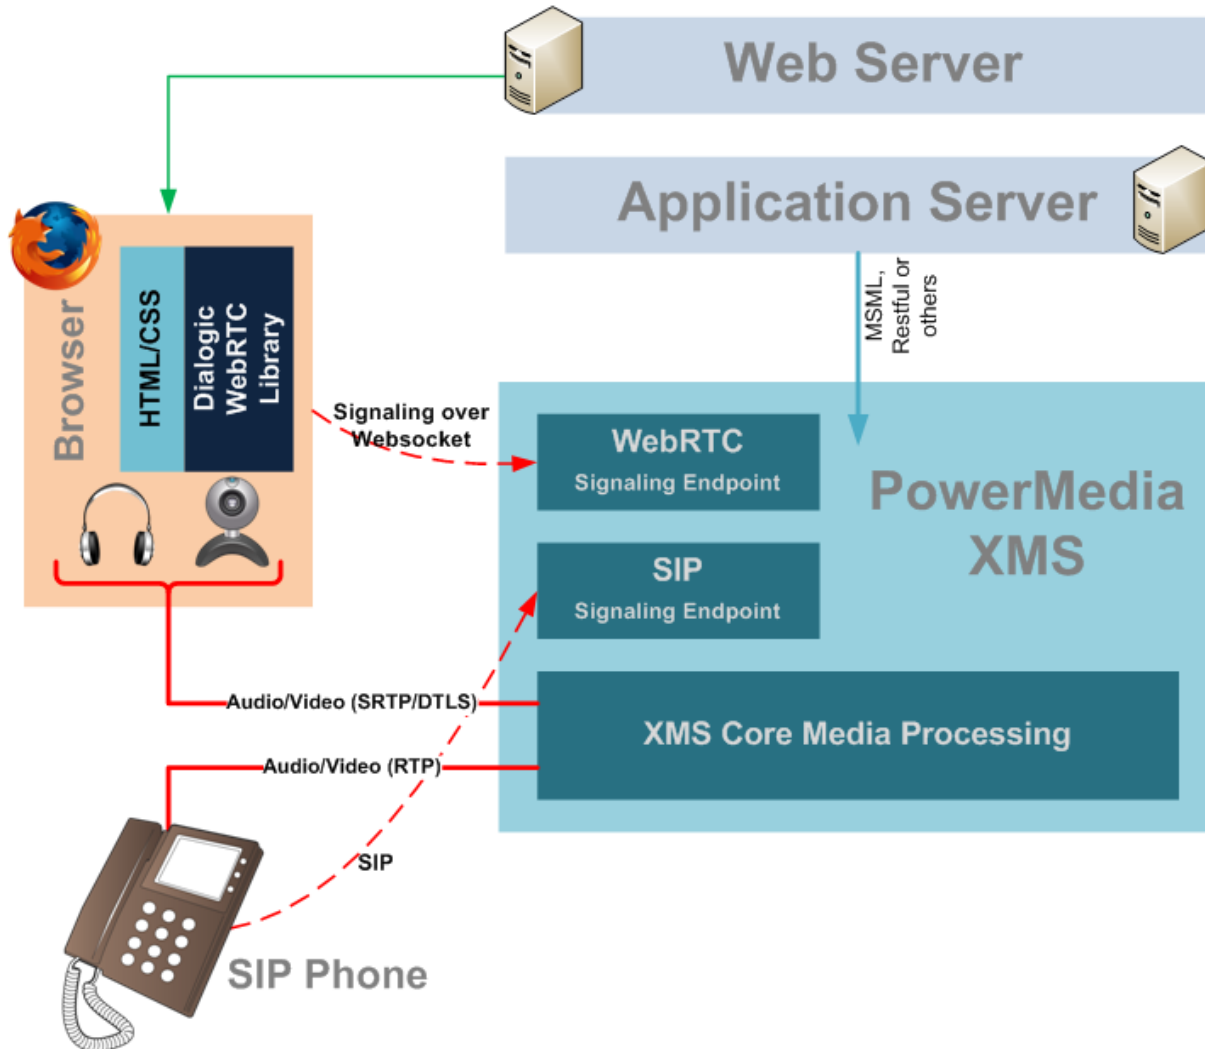 Web Server
Application Server
MSML,
Restful or
others
Browser
HTML/CSS
Dialogic
WebRTC
Library
Signaling over
Websocket
WebRTC
Signaling Endpoint
PowerMedia
XMS
SIP
Signaling Endpoint
Audio/Video (SRTP/DTLS)
XMS Core Media Processing
Audio/Video (RTP)
SIP
SIP Phone